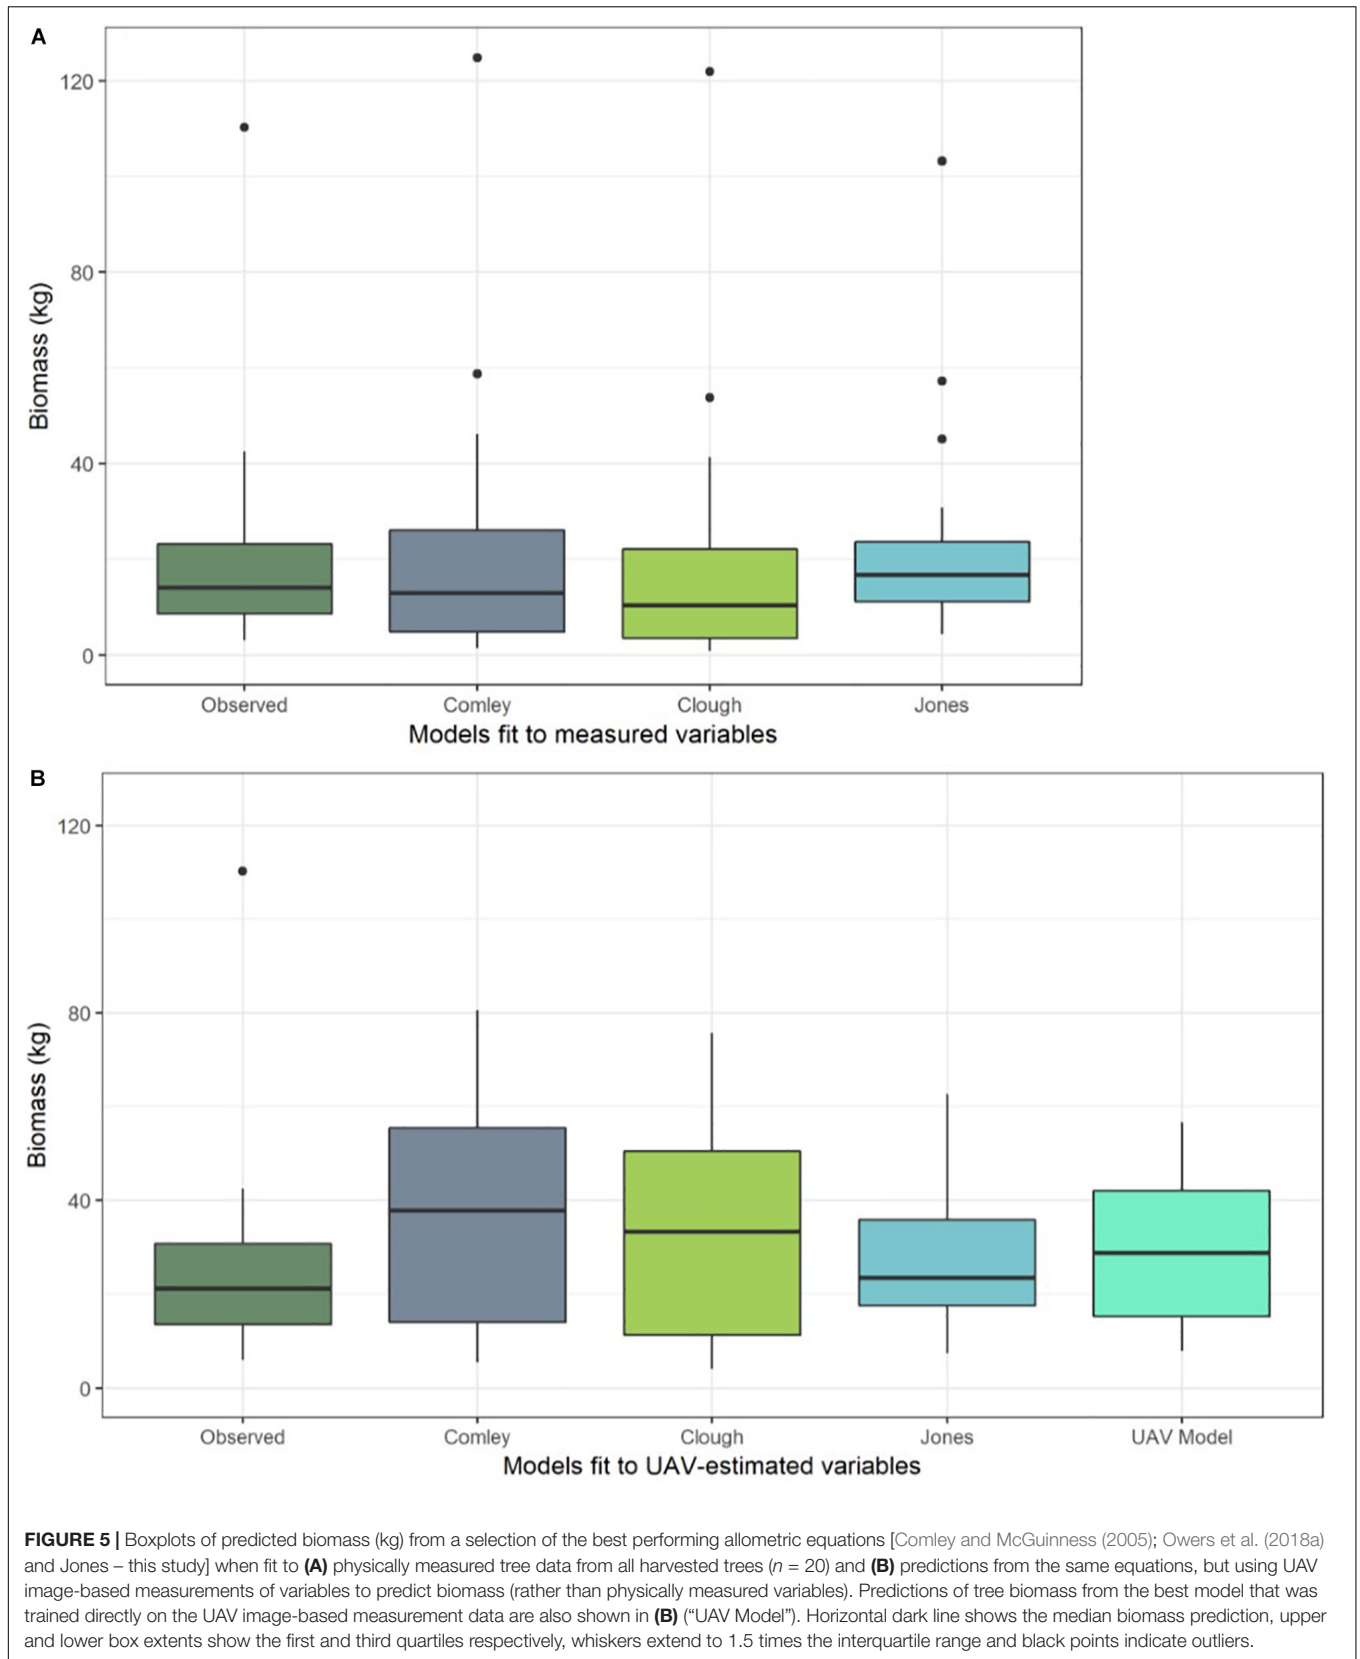 A
120
80
40
0
Biomass (kg)
Observed Comley Clough Jones
Models fit to measured variables
B
120
80
40
0
Biomass (kg)
Observed Comley Clough Jones UAV Model
Models fit to UAV-estimated variables
FIGURE 5 | Boxplots of predicted biomass (kg) from a selection of the best performing allometric equations [Comley and McGuinness (2005); Owers et al. (2018a)
and Jones – this study] when fit to (A) physically measured tree data from all harvested trees (n = 20) and (B) predictions from the same equations, but using UAV
image-based measurements of variables to predict biomass (rather than physically measured variables). Predictions of tree biomass from the best model that was
trained directly on the UAV image-based measurement data are also shown in (B) (“UAV Model”). Horizontal dark line shows the median biomass prediction, upper
and lower box extents show the first and third quartiles respectively, whiskers extend to 1.5 times the interquartile range and black points indicate outliers.